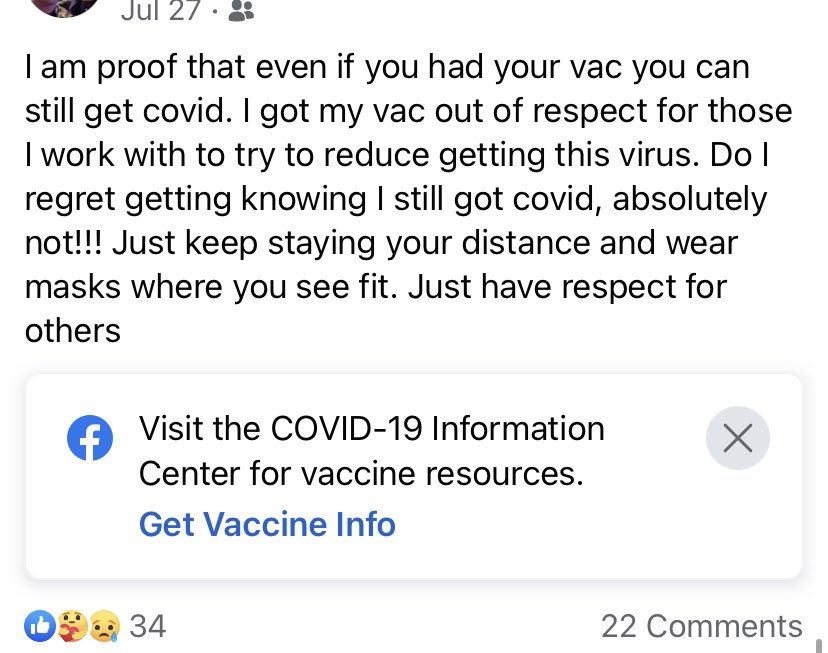 Jul 27 ·
I am proof that even if you had your vac you can
still get covid. I got my vac out of respect for those
I work with to try to reduce getting this virus. Do I
regret getting knowing I still got covid, absolutely
not!!! Just keep staying your distance and wear
masks where you see fit. Just have respect for
others
Visit the COVID-19 Information
Center for vaccine resources.
Get Vaccine Info
34
22 Comments